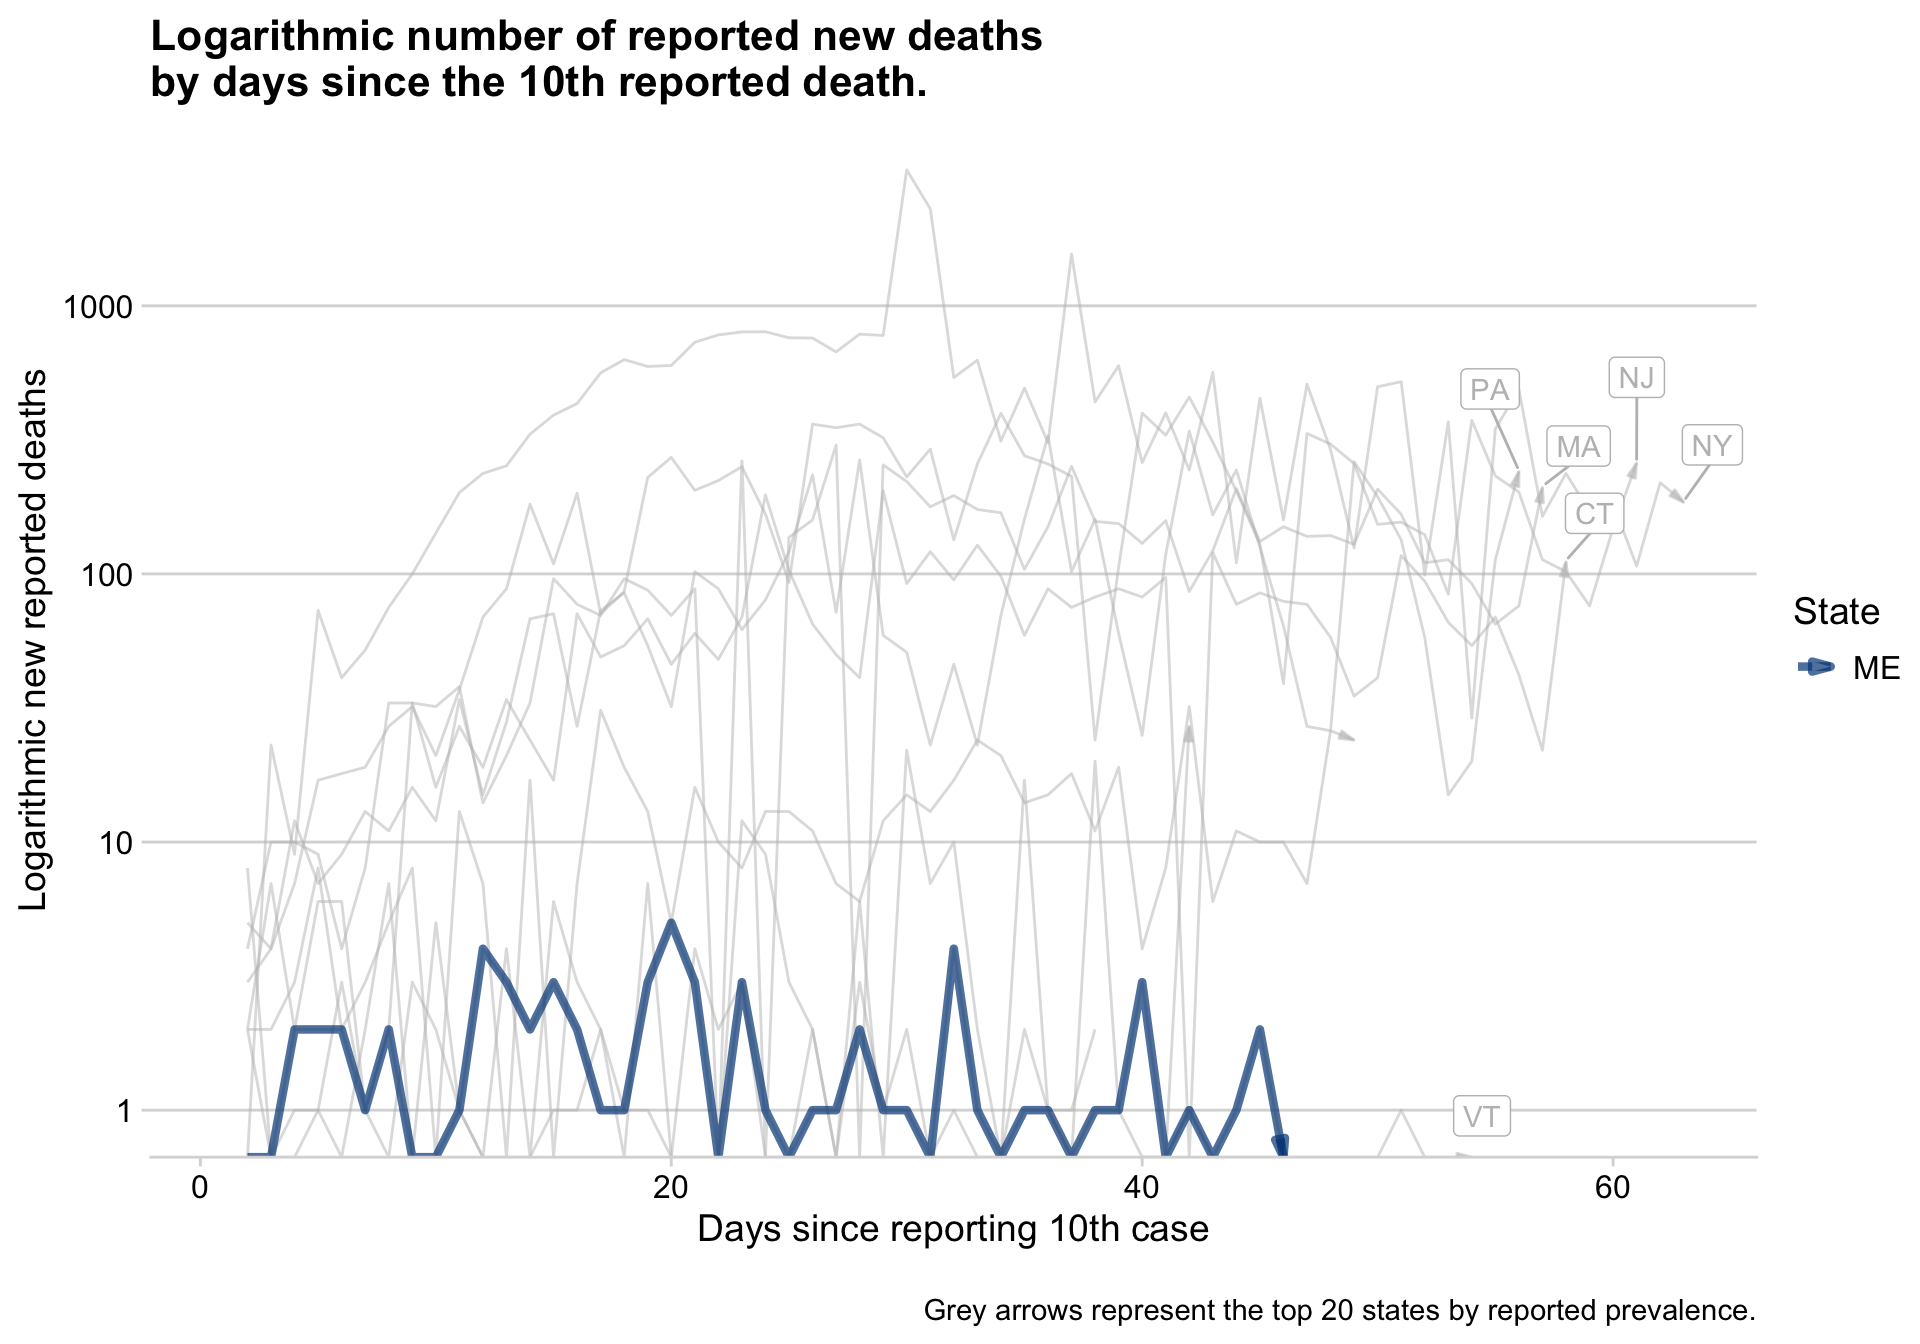 Logarithmic number of reported new deaths
by days since the 10th reported death.
Logarithmic new reported deaths
1000
100
10
1
PA
NJ
MA
NY
CT
VT
State
ME
0 20 40 60
Days since reporting 10th case
Grey arrows represent the top 20 states by reported prevalence.